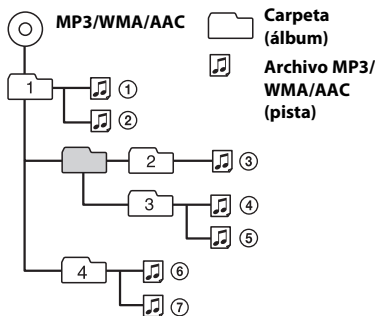 MP3/WMA/AAC
Carpeta
(álbum)
Archivo MP3/
WMA/AAC
(pista)
1
①
②
2
③
3
④
⑤
4
⑥
⑦